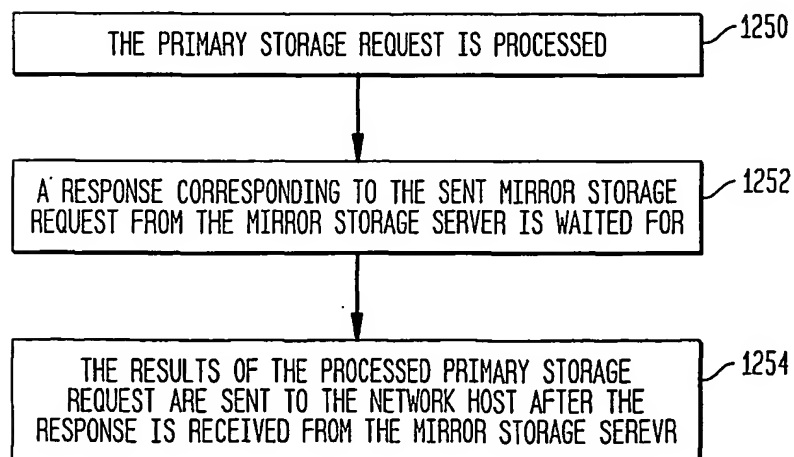 THE PRIMARY STORAGE REQUEST IS PROCESSED
1250
A RESPONSE CORRESPONDING TO THE SENT MIRROR STORAGE
REQUEST FROM THE MIRROR STORAGE SERVER IS WAITED FOR
1252
THE RESULTS OF THE PROCESSED PRIMARY STORAGE
REQUEST ARE SENT TO THE NETWORK HOST AFTER THE
RESPONSE IS RECEIVED FROM THE MIRROR STORAGE SEREVR
1254